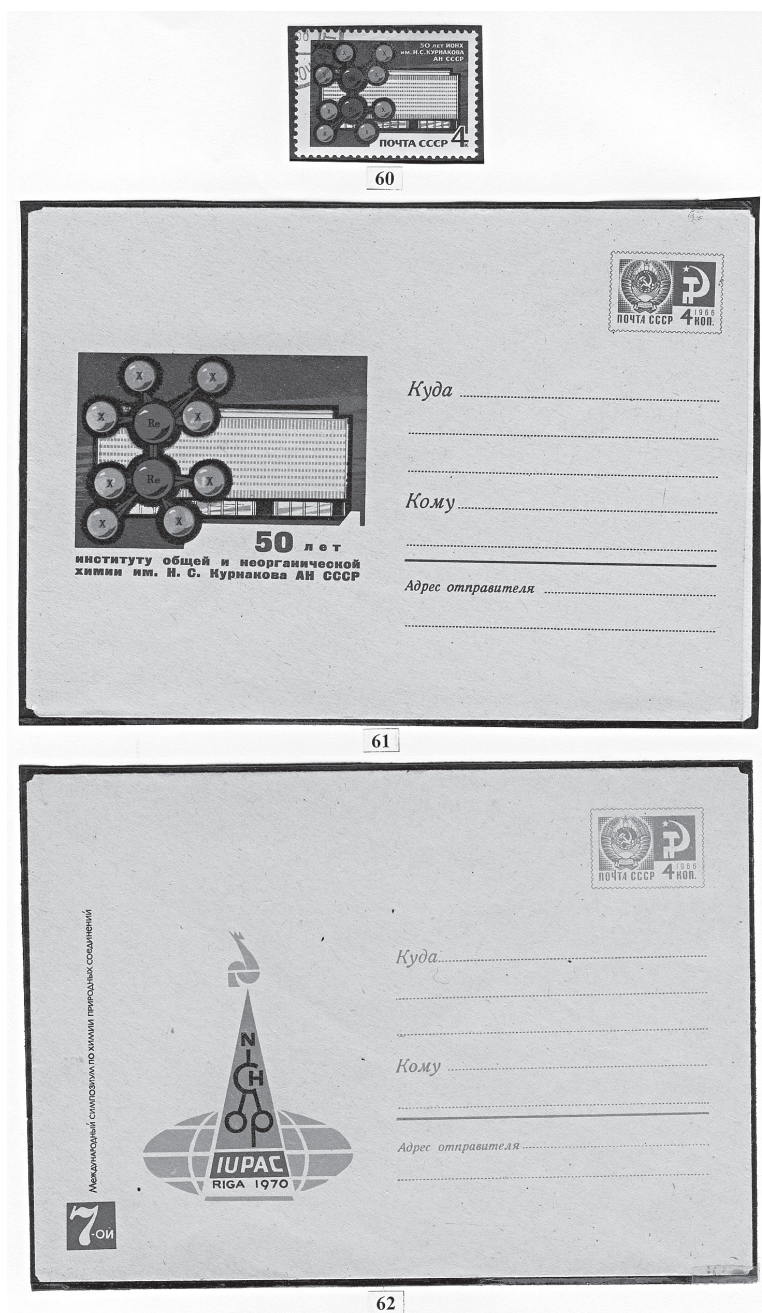 50 ЛЕТ ИОНХ
ИМ. Н.С.КУРНАКОВА
АН СССР
ПОЧТА СССР 4К
60
ПОЧТА СССР 4 1966 КОП.
X
X
X
Re
X
X
Re
X
X
X
50 лет
институту общей и неорганической
химии им. Н. С. Курнакова АН СССР
Куда
Кому
Адрес отправителя
61
ПОЧТА СССР 4 1966 КОП.
Международный симпозиум по химии природных соединений
7-ОЙ
N
C H
O P
IUPAC
RIGA 1970
Куда
Кому
Адрес отправителя
62